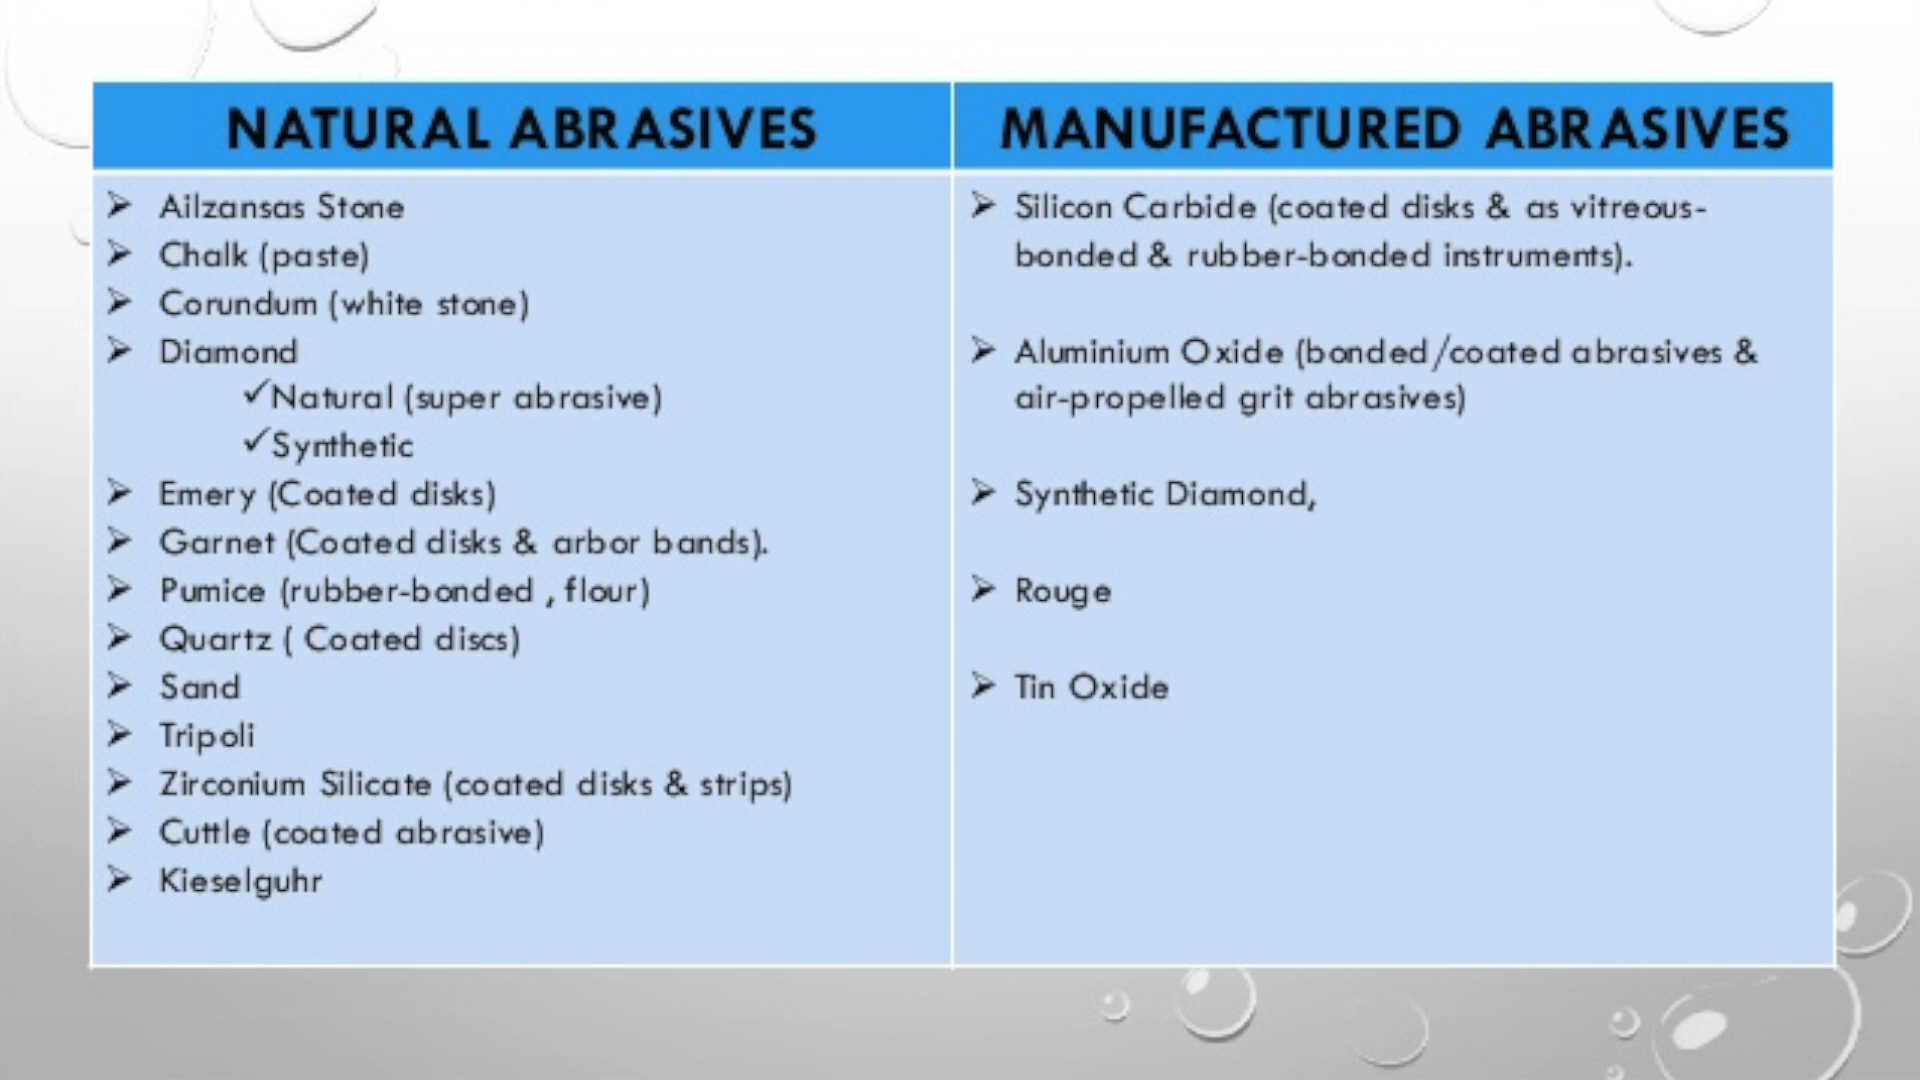 NATURAL ABRASIVES
Ailzansas Stone
Chalk (paste)
Corundum (white stone)
Diamond
Natural (super abrasive)
Synthetic
Emery (Coated disks)
Garnet (Coated disks & arbor bands).
Pumice (rubber-bonded , flour)
Quartz ( Coated discs)
Sand
Tripoli
Zirconium Silicate (coated disks & strips)
Cuttle (coated abrasive)
Kieselguhr
MANUFACTURED ABRASIVES
Silicon Carbide (coated disks & as vitreous-
bonded & rubber-bonded instruments).
Aluminium Oxide (bonded/coated abrasives &
air-propelled grit abrasives)
Synthetic Diamond,
Rouge
Tin Oxide